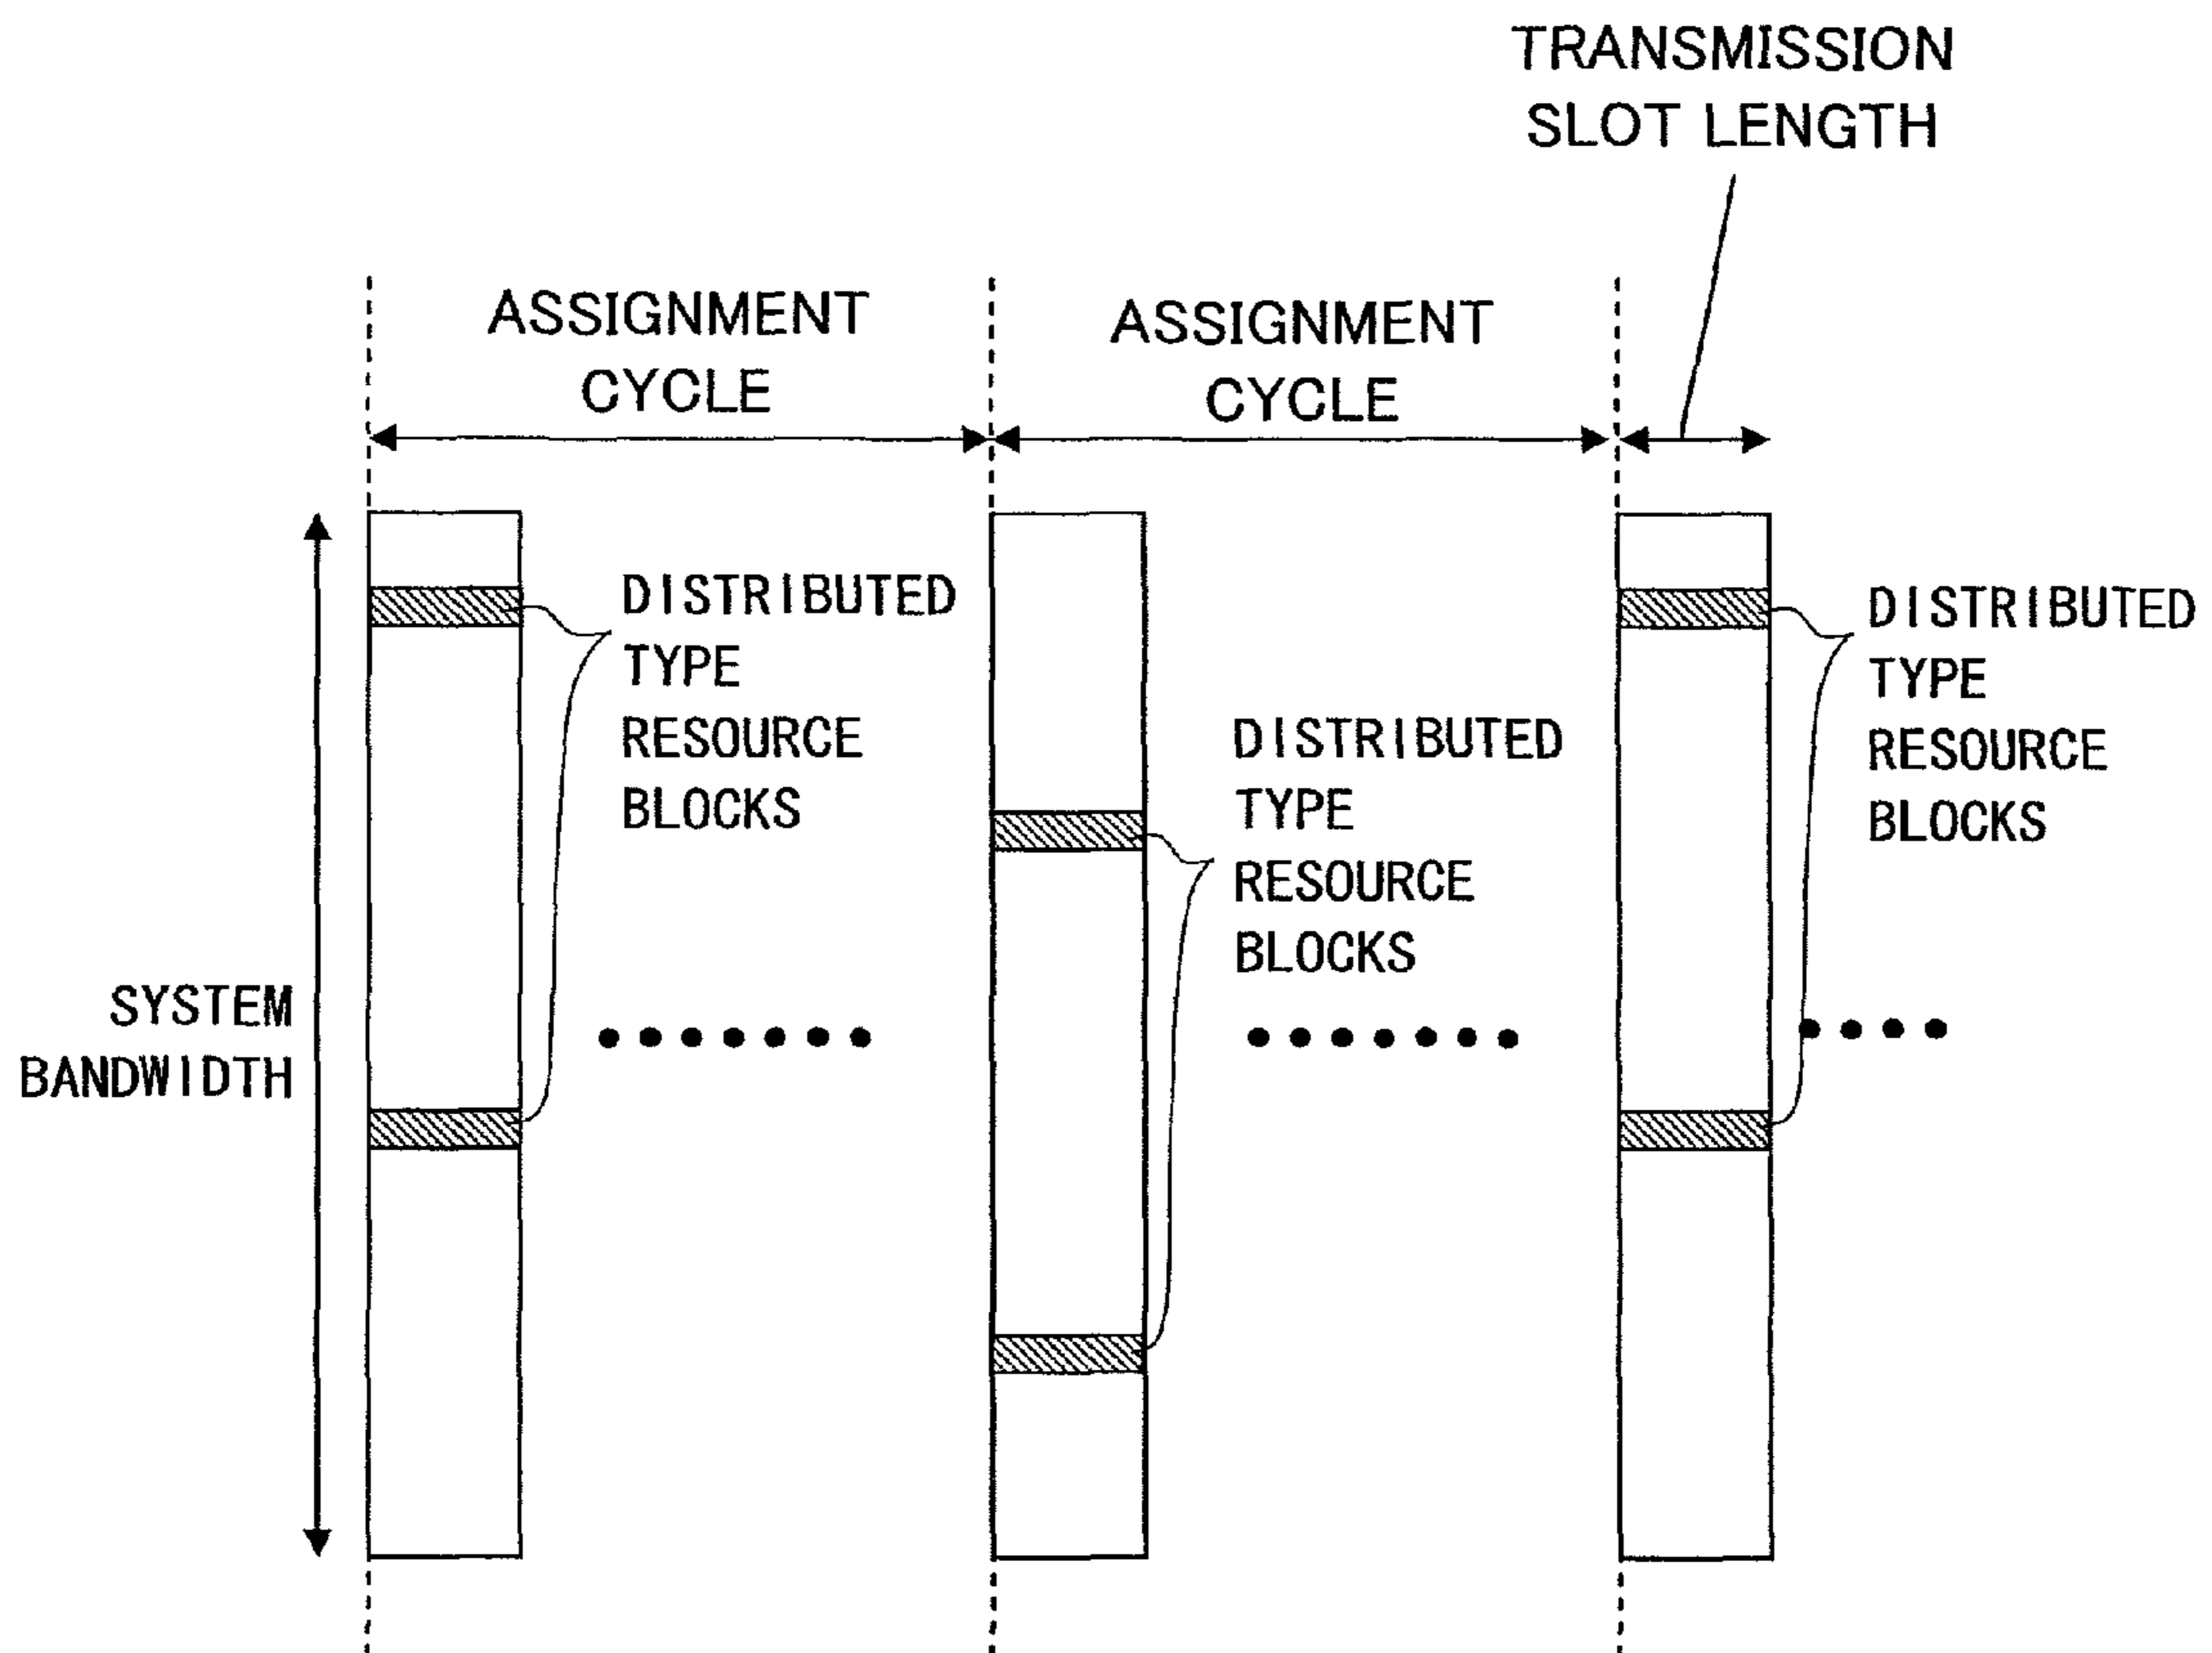 TRANSMISSION
SLOT LENGTH
ASSIGNMENT
CYCLE
ASSIGNMENT
CYCLE
DISTRIBUTED
TYPE
RESOURCE
BLOCKS
DISTRIBUTED
TYPE
RESOURCE
BLOCKS
DISTRIBUTED
TYPE
RESOURCE
BLOCKS
SYSTEM
BANDWIDTH